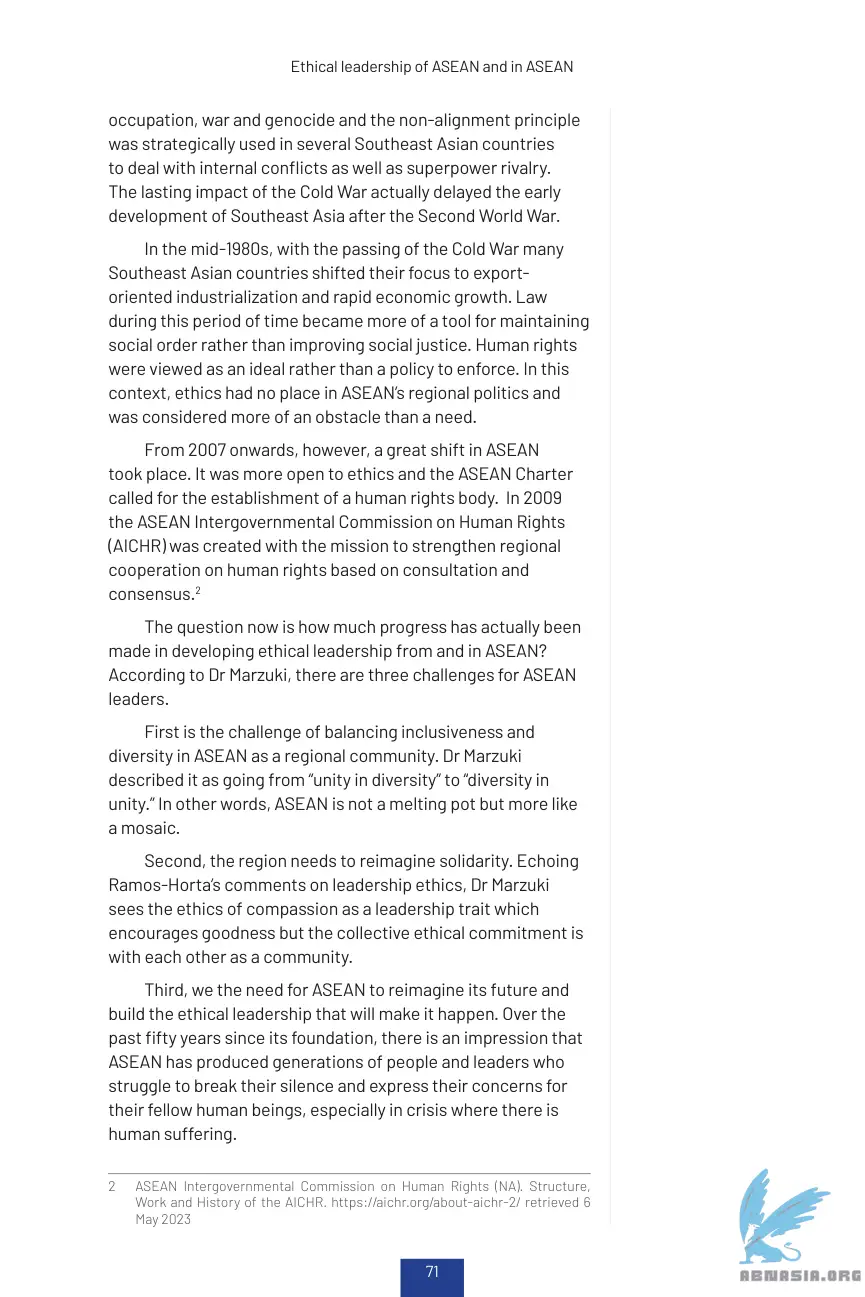 Ethical leadership of ASEAN and in ASEAN
occupation, war and genocide and the non-alignment principle
was strategically used in several Southeast Asian countries
to deal with internal conflicts as well as superpower rivalry.
The lasting impact of the Cold War actually delayed the early
development of Southeast Asia after the Second World War.
In the mid-1980s, with the passing of the Cold War many
Southeast Asian countries shifted their focus to export-
oriented industrialization and rapid economic growth. Law
during this period of time became more of a tool for maintaining
social order rather than improving social justice. Human rights
were viewed as an ideal rather than a policy to enforce. In this
context, ethics had no place in ASEAN’s regional politics and
was considered more of an obstacle than a need.
From 2007 onwards, however, a great shift in ASEAN
took place. It was more open to ethics and the ASEAN Charter
called for the establishment of a human rights body. In 2009
the ASEAN Intergovernmental Commission on Human Rights
(AICHR) was created with the mission to strengthen regional
cooperation on human rights based on consultation and
consensus.2
The question now is how much progress has actually been
made in developing ethical leadership from and in ASEAN?
According to Dr Marzuki, there are three challenges for ASEAN
leaders.
First is the challenge of balancing inclusiveness and
diversity in ASEAN as a regional community. Dr Marzuki
described it as going from “unity in diversity” to “diversity in
unity.” In other words, ASEAN is not a melting pot but more like
a mosaic.
Second, the region needs to reimagine solidarity. Echoing
Ramos-Horta’s comments on leadership ethics, Dr Marzuki
sees the ethics of compassion as a leadership trait which
encourages goodness but the collective ethical commitment is
with each other as a community.
Third, we the need for ASEAN to reimagine its future and
build the ethical leadership that will make it happen. Over the
past fifty years since its foundation, there is an impression that
ASEAN has produced generations of people and leaders who
struggle to break their silence and express their concerns for
their fellow human beings, especially in crisis where there is
human suffering.
2 ASEAN Intergovernmental Commission on Human Rights (NA). Structure,
Work and History of the AICHR. https://aichr.org/about-aichr-2/ retrieved 6
May 2023
71
ABNASIA.ORG